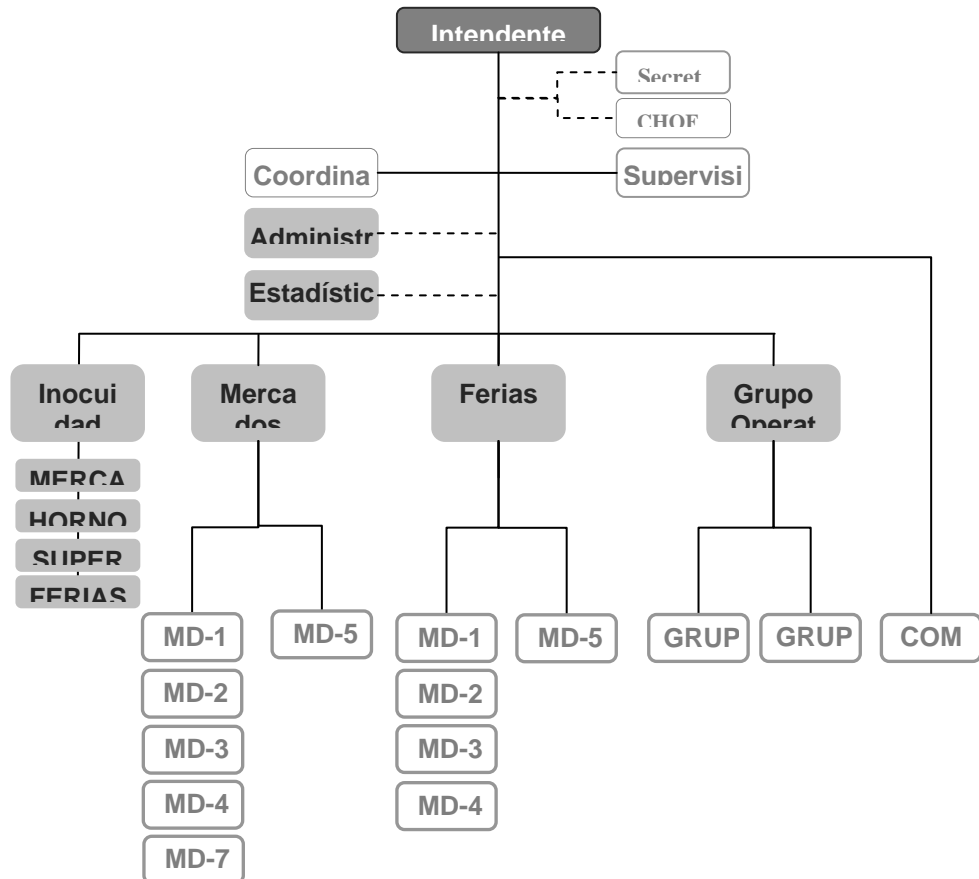 Intendente
Secret
CHOF
Coordina
Supervisi
Administr
Estadístic
Inocui
dad
Merca
dos
Ferias
Grupo
Operat
MERCA
HORNO
SUPER
FERIAS
MD-1
MD-5
MD-1
MD-5
GRUP
GRUP
COM
MD-2
MD-2
MD-3
MD-3
MD-4
MD-4
MD-7